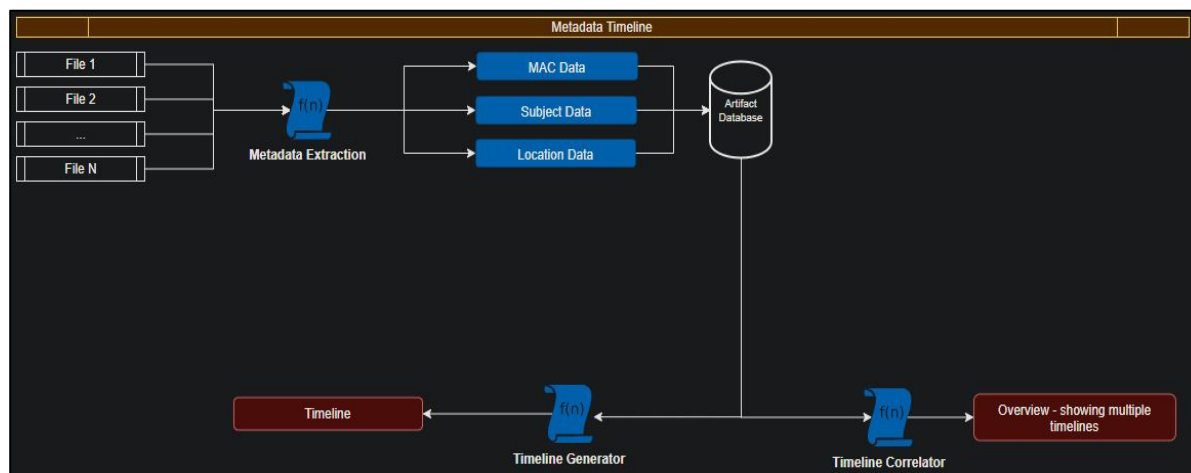 Metadata Timeline
File 1
File 2
...
File N
f(n)
Metadata Extraction
MAC Data
Subject Data
Location Data
Artifact
Database
Timeline
f(n)
Timeline Generator
f(n)
Timeline Correlator
Overview - showing multiple
timelines